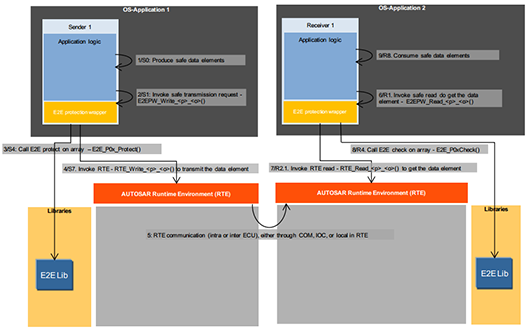 OS-Application 1
Sender 1
Application logic
1/S0: Produce safe data elements
2/S1: Invoke safe transmission request -
E2EPW_Write_<p>_<o>()
E2E protection wrapper
3/S4: Call E2E protect on array – E2E_P0x_Protect()
4/S7. Invoke RTE - RTE_Write_<p>_<o>() to transmit the data element
AUTOSAR Runtime Environment (RTE)
Libraries
E2E Lib
OS-Application 2
Receiver 1
Application logic
9/R8. Consume safe data elements
6/R1. Invoke safe read do get the data
element - E2EPW_Read_<p>_<o>()
E2E protection wrapper
8/R4. Call E2E check on array - E2E_P0xCheck()
7/R2.1. Invoke RTE read - RTE_Read_<p>_<o>() to get the data element
AUTOSAR Runtime Environment (RTE)
Libraries
E2E Lib
5: RTE communication (intra or inter ECU), either through COM, IOC, or local in RTE